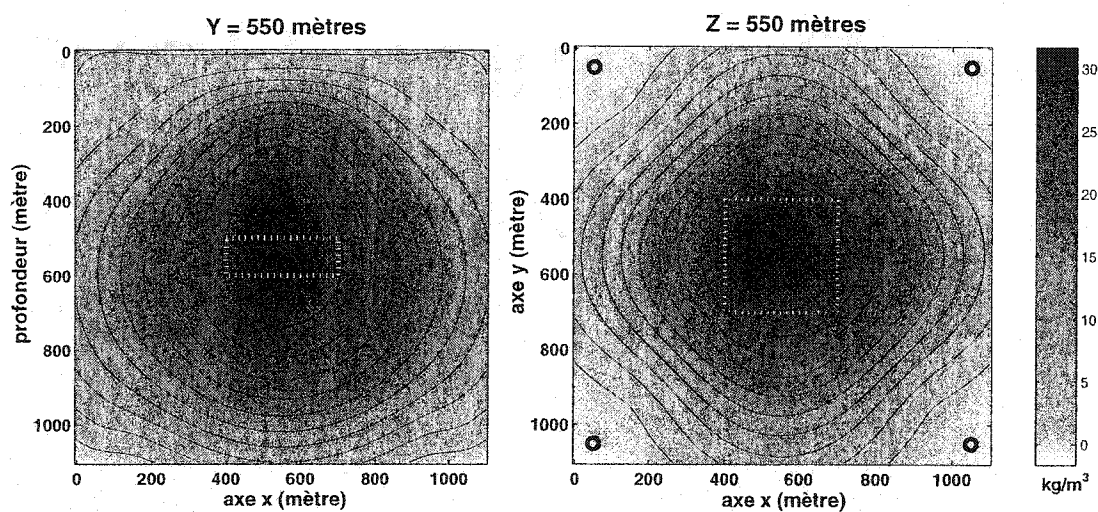 Y = 550 mètres
0
200
400
600
800
1000
profondeur (mètre)
0 200 400 600 800 1000
axe x (mètre)
Z = 550 mètres
0
200
400
600
800
1000
axe y (mètre)
0 200 400 600 800 1000
axe x (mètre)
30
25
20
15
10
5
0
kg/m³